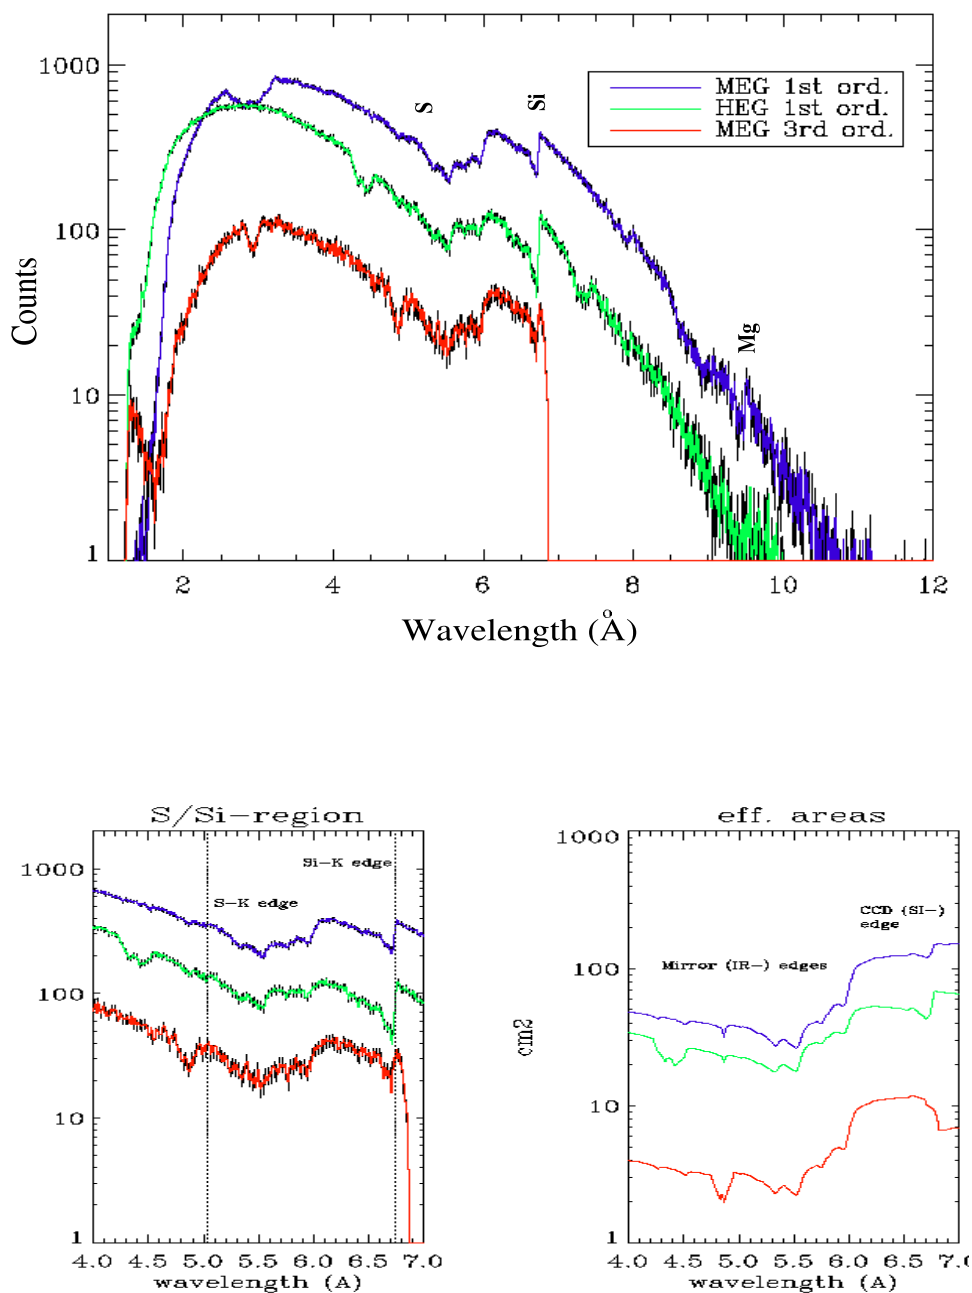 1000
100
10
1
Counts
S
Si
Mg
MEG 1st ord.
HEG 1st ord.
MEG 3rd ord.
2 4 6 8 10 12
Wavelength (Å)
S/Si-region
1000
100
10
1
Si-K edge
S-K edge
4.0 4.5 5.0 5.5 6.0 6.5 7.0
wavelength (A)
eff. areas
1000
100
10
1
cm2
CCD (SI-)
edge
Mirror (IR-) edges
4.0 4.5 5.0 5.5 6.0 6.5 7.0
wavelength (A)